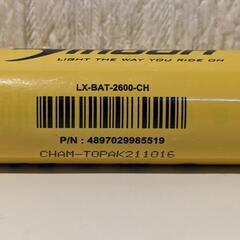 LIGHT THE WAY YOU RIDE ON
LX-BAT-2600-CH
P/N : 4897029985519
CHAM-TOPAK211016